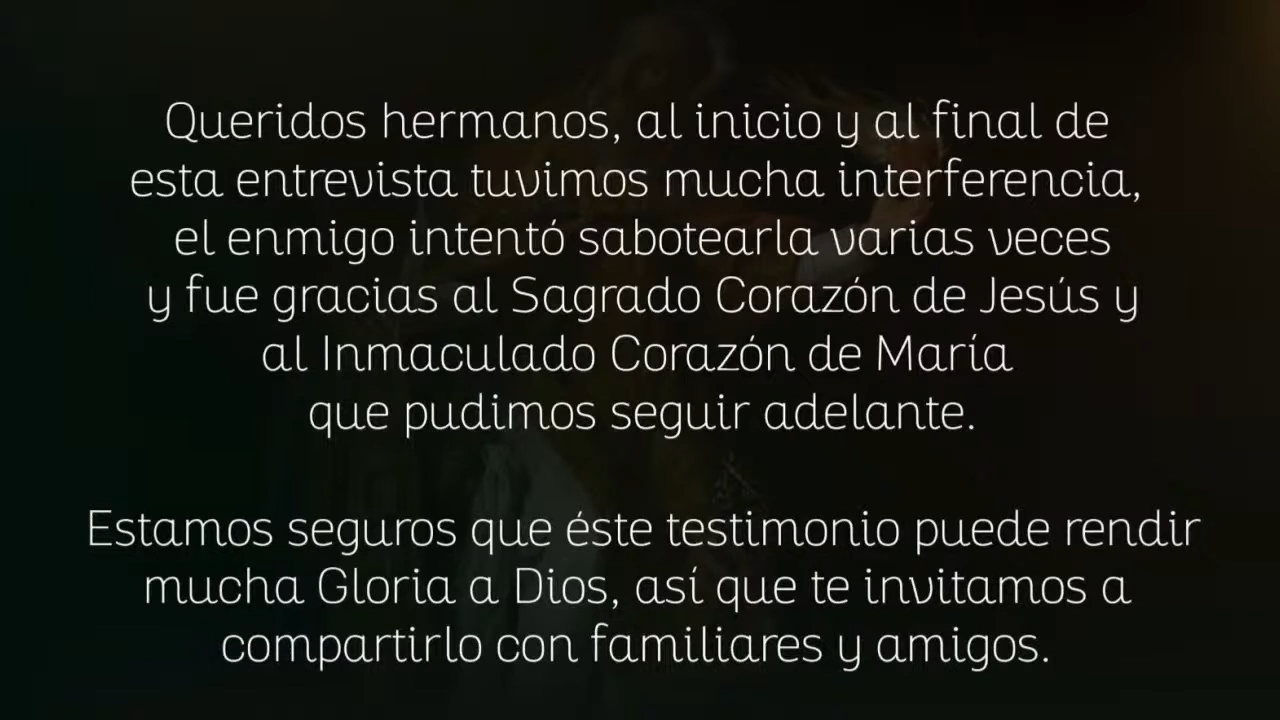 Queridos hermanos, al inicio y al final de
esta entrevista tuvimos mucha interferencia,
el enmigo intentó sabotearla varias veces
y fue gracias al Sagrado Corazón de Jesús y
al Inmaculado Corazón de María
que pudimos seguir adelante.
Estamos seguros que éste testimonio puede rendir
mucha Gloria a Dios, así que te invitamos a
compartirlo con familiares y amigos.